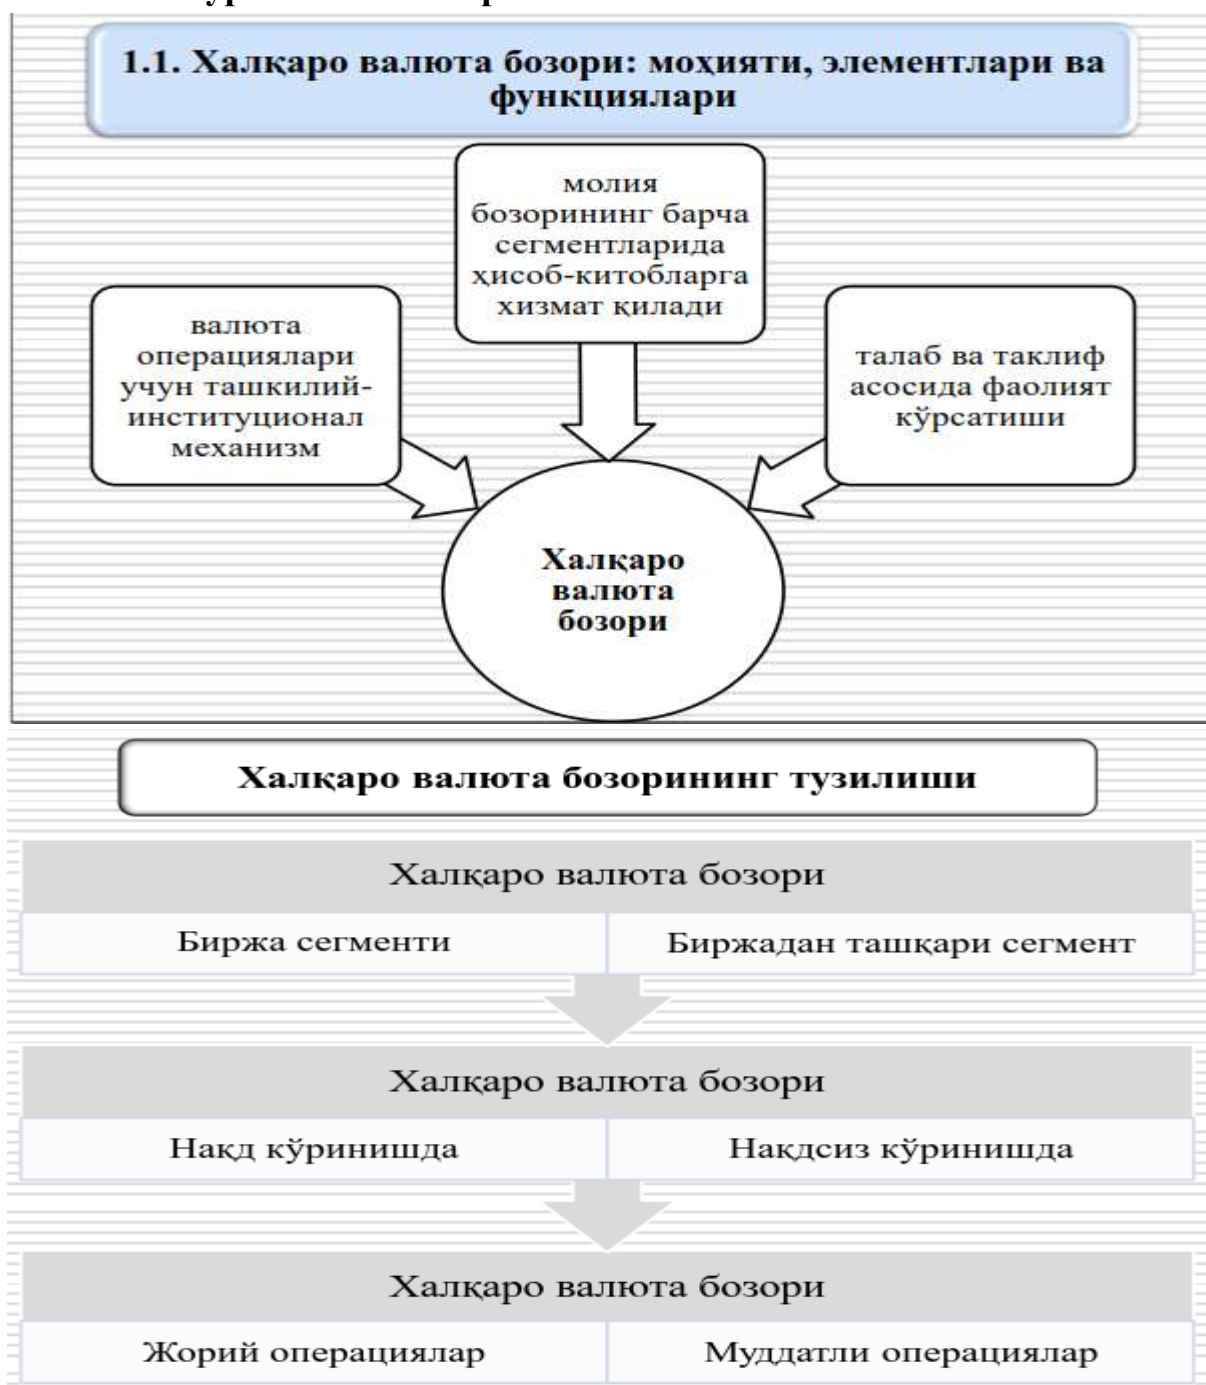 1.1. Халқаро валюта бозори: моҳияти, элементлари ва
функциялари
молия
бозорининг барча
сегментларида
ҳисоб-китобларга
хизмат қилади
валюта
операциялари
учун ташкилий-
институционал
механизм
талаб ва таклиф
асосида фаолият
кўрсатиши
Халқаро
валюта
бозори
Халқаро валюта бозорининг тузилиши
Халқаро валюта бозори
Биржа сегменти
Биржадан ташқари сегмент
Халқаро валюта бозори
Нақд кўринишда
Нақдсиз кўринишда
Халқаро валюта бозори
Жорий операциялар
Муддатли операциялар